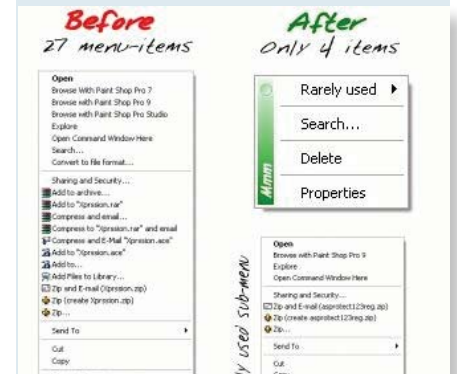 Before
27 menu-items
Open
Browse With Paint Shop Pro 7
Browse with Paint Shop Pro 9
Browse with Paint Shop Pro Studio
Explore
Open Command Window Here
Search...
Convert to file format...
Sharing and Security...
Add to archive...
Add to "Xpression.rar"
Compress and email...
Compress to "Xpression.rar" and email
Compress and E-Mail "Xpression.ace"
Add to "Xpression.ace"
Add to...
Add Files to Library...
Zip and E-mail (Xpression.zip)
Zip (create Xpression.zip)
Zip...
Send To
Cut
Copy
After
Only 4 items
Rarely used
Search...
Delete
Properties
Mmm
used sub-menu
Open
Browse with Paint Shop Pro 9
Explore
Open Command Window Here
Sharing and Security...
Zip and E-mail (asprotect123reg.zip)
Zip (create asprotect123reg.zip)
Zip...
Send To
Cut
Copy